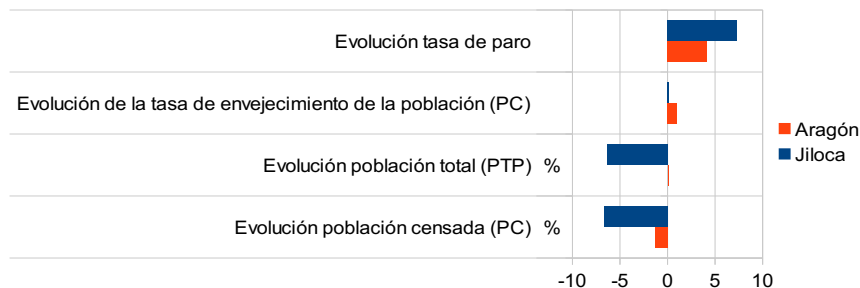 Evolución tasa de paro
Evolución de la tasa de envejecimiento de la población (PC)
Evolución población total (PTP) %
Evolución población censada (PC) %
-10 -5 0 5 10
Aragón
Jiloca